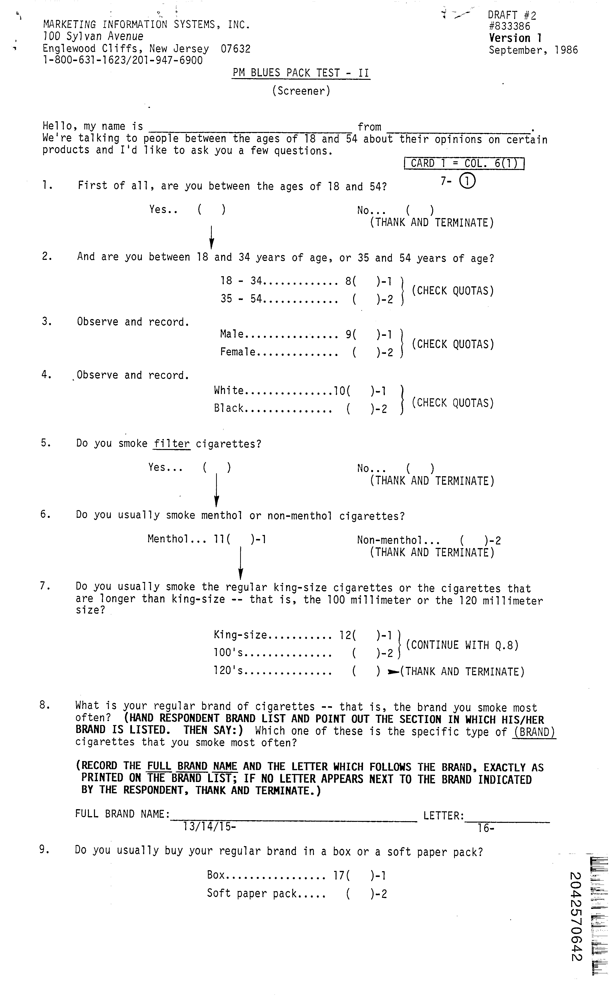 MARKETING INFORMATION SYSTEMS, INC.
100 Sylvan Avenue
Englewood Cliffs, New Jersey 07632
1-800-631-1623/201-947-6900
DRAFT #2
#833386
Version 1
September, 1986
PM BLUES PACK TEST - II
(Screener)
Hello, my name is ______ from ______.
We're talking to people between the ages of 18 and 54 about their opinions on certain
products and I'd like to ask you a few questions.
CARD 1 = COL. 6(1)
7- 1
1. First of all, are you between the ages of 18 and 54?
Yes.. ( ) No... ( )
(THANK AND TERMINATE)
2. And are you between 18 and 34 years of age, or 35 and 54 years of age?
18 - 34............. 8( )-1
35 - 54............. ( )-2
(CHECK QUOTAS)
3. Observe and record.
Male................ 9( )-1
Female.............. ( )-2
(CHECK QUOTAS)
4. Observe and record.
White...............10( )-1
Black............... ( )-2
(CHECK QUOTAS)
5. Do you smoke filter cigarettes?
Yes... ( ) No... ( )
(THANK AND TERMINATE)
6. Do you usually smoke menthol or non-menthol cigarettes?
Menthol... 11( )-1 Non-menthol... ( )-2
(THANK AND TERMINATE)
7. Do you usually smoke the regular king-size cigarettes or the cigarettes that
are longer than king-size -- that is, the 100 millimeter or the 120 millimeter
size?
King-size........... 12( )-1
100's............... ( )-2
(CONTINUE WITH Q.8)
120's............... ( ) (THANK AND TERMINATE)
8. What is your regular brand of cigarettes -- that is, the brand you smoke most
often? (HAND RESPONDENT BRAND LIST AND POINT OUT THE SECTION IN WHICH HIS/HER
BRAND IS LISTED. THEN SAY:) Which one of these is the specific type of (BRAND)
cigarettes that you smoke most often?
(RECORD THE FULL BRAND NAME AND THE LETTER WHICH FOLLOWS THE BRAND, EXACTLY AS
PRINTED ON THE BRAND LIST; IF NO LETTER APPEARS NEXT TO THE BRAND INDICATED
BY THE RESPONDENT, THANK AND TERMINATE.)
FULL BRAND NAME: ______ LETTER: ______
13/14/15- 16-
9. Do you usually buy your regular brand in a box or a soft paper pack?
Box................. 17( )-1
Soft paper pack..... ( )-2
2042570642